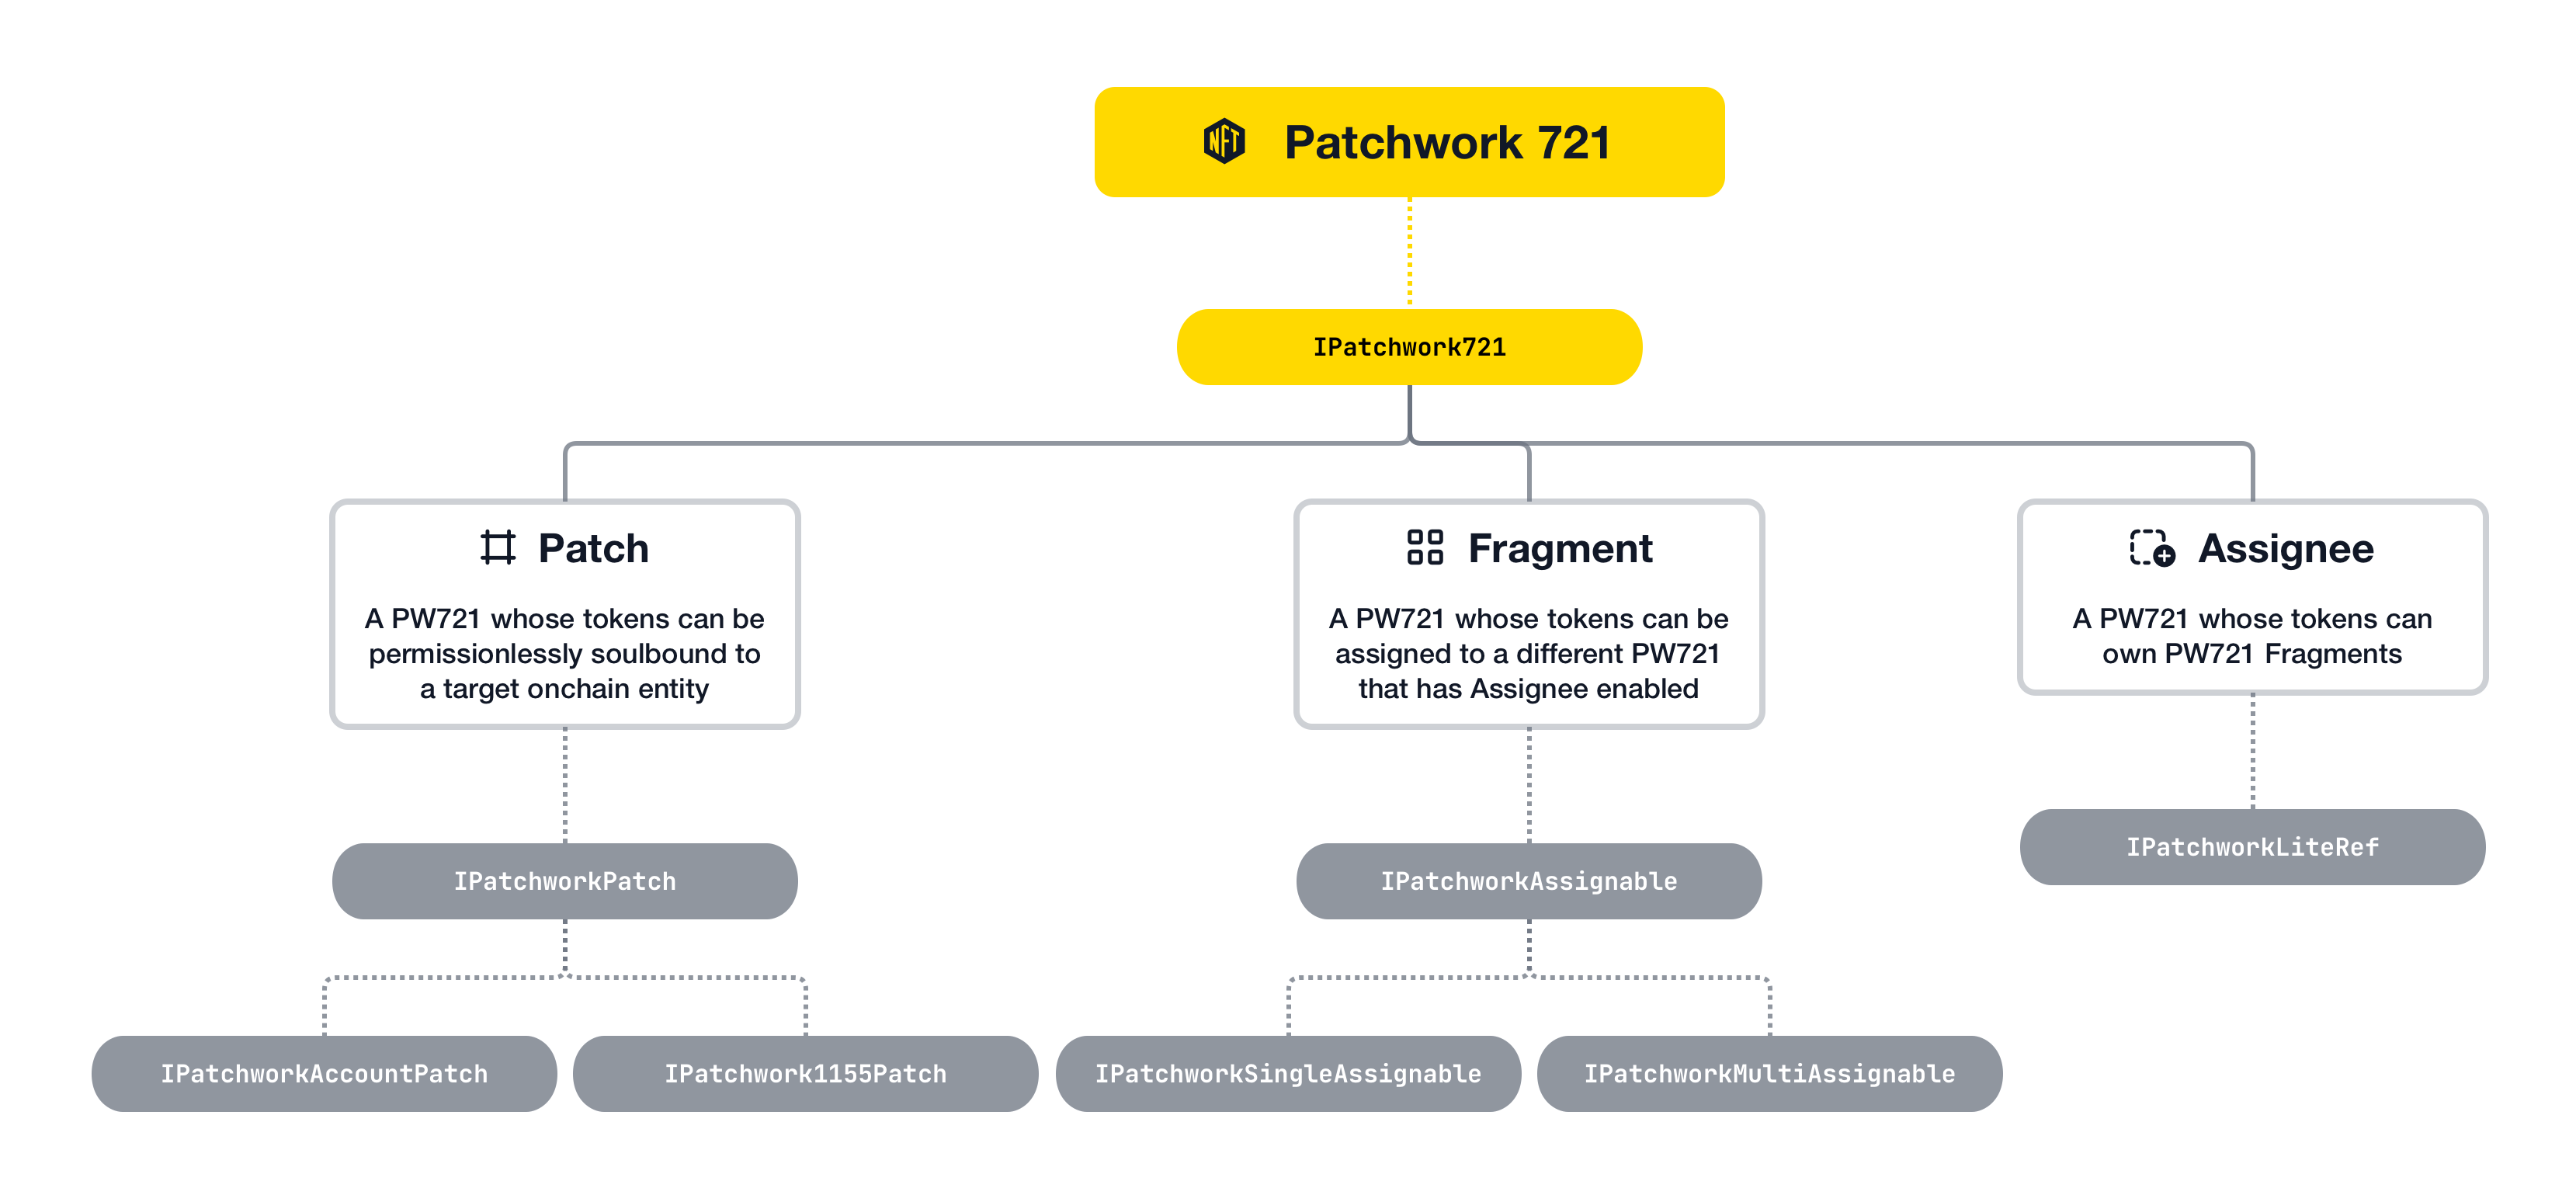 NFT
Patchwork 721
IPatchwork721
Patch
A PW721 whose tokens can be
permissionlessly soulbound to
a target onchain entity
Fragment
A PW721 whose tokens can be
assigned to a different PW721
that has Assignee enabled
Assignee
A PW721 whose tokens can
own PW721 Fragments
IPatchworkPatch
IPatchworkAssignable
IPatchworkLiteRef
IPatchworkAccountPatch
IPatchwork1155Patch
IPatchworkSingleAssignable
IPatchworkMultiAssignable